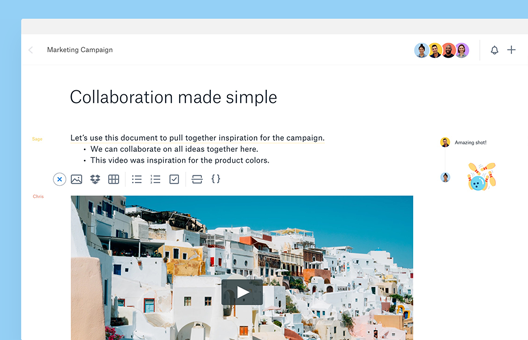 Marketing Campaign
Collaboration made simple
Let's use this document to pull together inspiration for the campaign.
• We can collaborate on all ideas together here.
• This video was inspiration for the product colors.
Amazing shot!
Chris